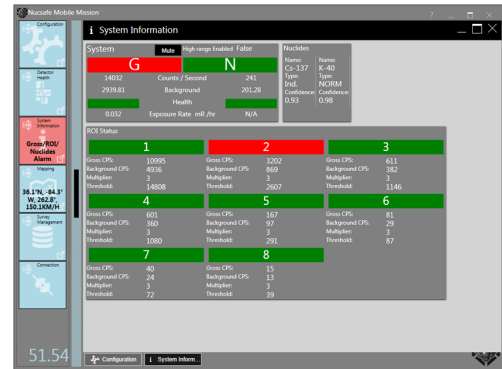 Nucsafe Mobile Mission
Configuration
Detector
Health
System
Information
Gross/ROI/
Nuclides
Alarm
Mapping
36.1°N, -84.3°
W, 262.8°,
150.1KM/H
Survey
Management
Connection
51.54
i System Information
System Mute High range Enabled False
G N
14032 Counts / Second 241
2939.81 Background 201.28
Health
0.032 Exposure Rate mR /hr N/A
Nuclides
Name: Name:
Cs-137 K-40
Type: Type:
Ind. NORM
Confidence: Confidence:
0.93 0.98
ROI Status
1 2 3
Gross CPS: 10995 Gross CPS: 3202 Gross CPS: 611
Background CPS: 4936 Background CPS: 869 Background CPS: 382
Multiplier: 3 Multiplier: 3 Multiplier: 3
Threshold: 14808 Threshold: 2607 Threshold: 1146
4 5 6
Gross CPS: 601 Gross CPS: 167 Gross CPS: 81
Background CPS: 360 Background CPS: 97 Background CPS: 29
Multiplier: 3 Multiplier: 3 Multiplier: 3
Threshold: 1080 Threshold: 291 Threshold: 87
7 8
Gross CPS: 40 Gross CPS: 15
Background CPS: 24 Background CPS: 13
Multiplier: 3 Multiplier: 3
Threshold: 72 Threshold: 39
Configuration i System Inform...